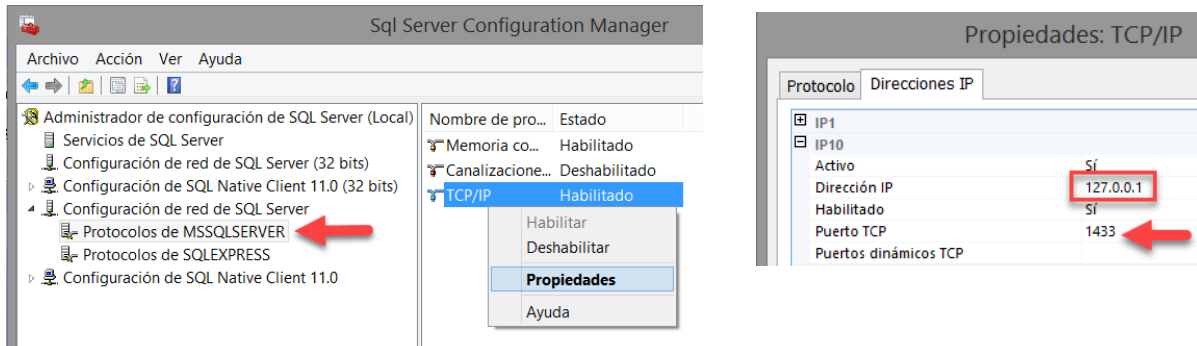 Sql Server Configuration Manager
Archivo Acción Ver Ayuda
Administrador de configuración de SQL Server (Local)
Servicios de SQL Server
Configuración de red de SQL Server (32 bits)
Configuración de SQL Native Client 11.0 (32 bits)
Configuración de red de SQL Server
Protocolos de MSSQLSERVER
Protocolos de SQLEXPRESS
Configuración de SQL Native Client 11.0
Nombre de pro... Estado
Memoria co... Habilitado
Canalizacione... Deshabilitado
TCP/IP Habilitado
Habilitar
Deshabilitar
Propiedades
Ayuda
Propiedades: TCP/IP
Protocolo Direcciones IP
IP1
IP10
Activo Sí
Dirección IP 127.0.0.1
Habilitado Sí
Puerto TCP 1433
Puertos dinámicos TCP